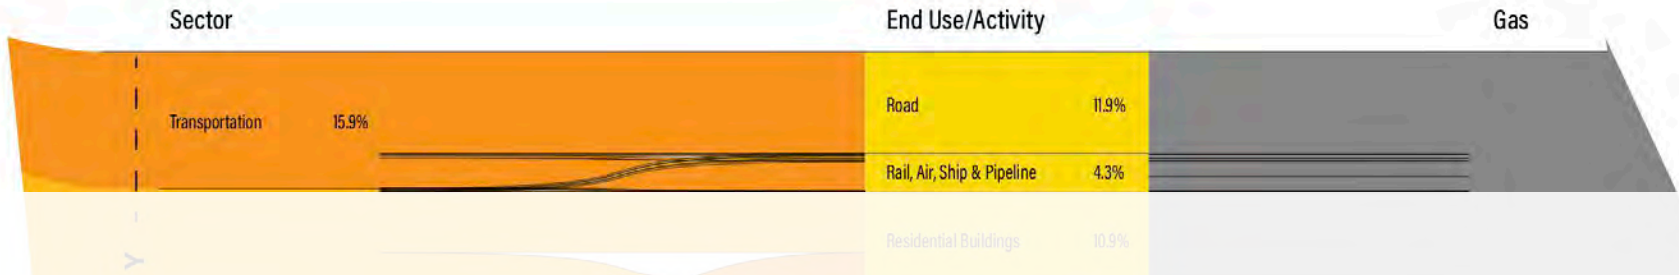 Sector End Use/Activity Gas
Road 11.9%
Transportation 15.9%
Rail, Air, Ship & Pipeline 4.3%
Residential Buildings 10.9%
Y